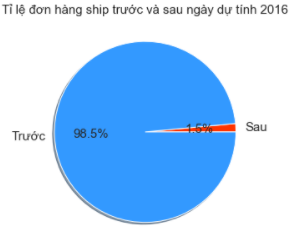 Tỉ lệ đơn hàng ship trước và sau ngày dự tính 2016
Trước
98.5%
1.5%
Sau